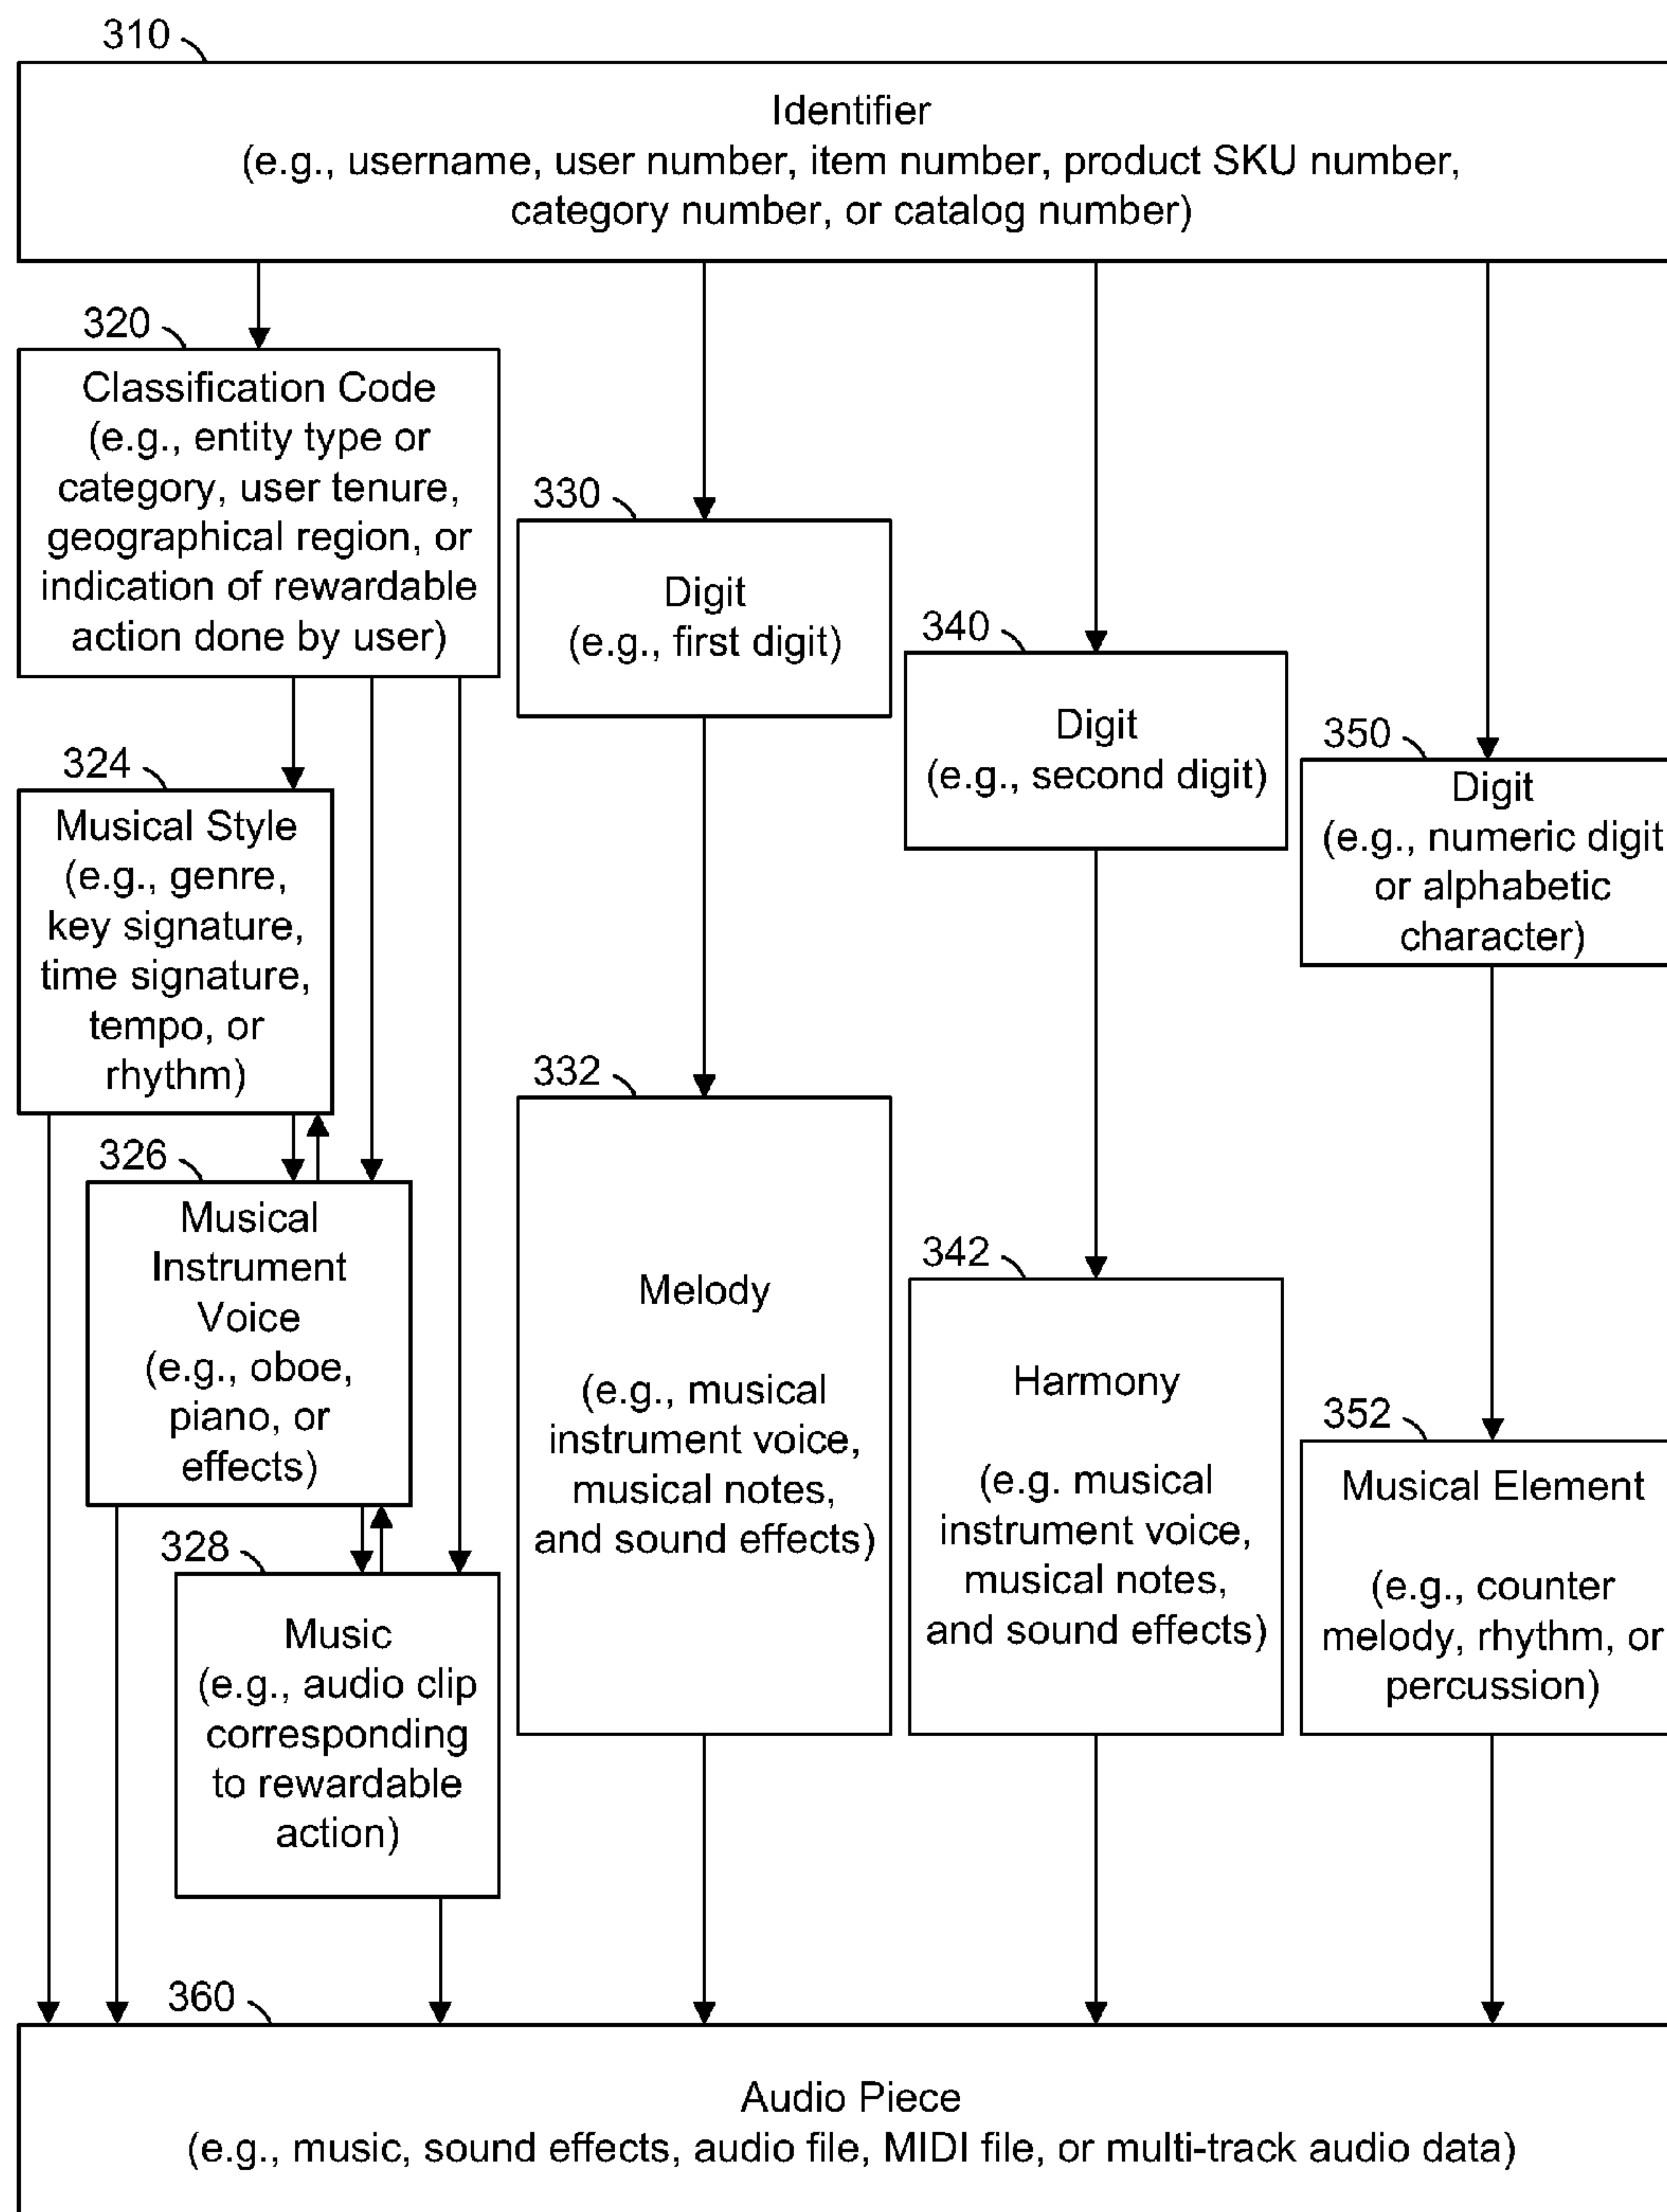 310
Identifier
(e.g., username, user number, item number, product SKU number,
category number, or catalog number)
320
Classification Code
(e.g., entity type or
category, user tenure,
geographical region, or
indication of rewardable
action done by user)
330
Digit
(e.g., first digit)
340
Digit
(e.g., second digit)
350
Digit
(e.g., numeric digit
or alphabetic
character)
324
Musical Style
(e.g., genre,
key signature,
time signature,
tempo, or
rhythm)
326
Musical
Instrument
Voice
(e.g., oboe,
piano, or
effects)
328
Music
(e.g., audio clip
corresponding
to rewardable
action)
332
Melody
(e.g., musical
instrument voice,
musical notes,
and sound effects)
342
Harmony
(e.g. musical
instrument voice,
musical notes,
and sound effects)
352
Musical Element
(e.g., counter
melody, rhythm, or
percussion)
360
Audio Piece
(e.g., music, sound effects, audio file, MIDI file, or multi-track audio data)